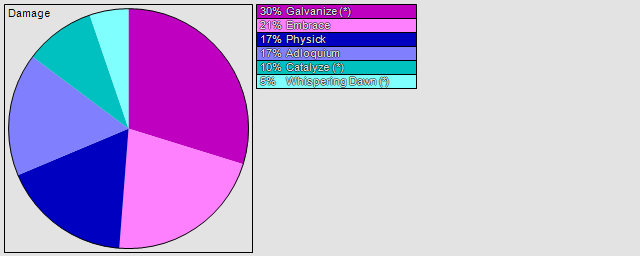 Damage
30% Galvanize (*)
21% Embrace
17% Physick
17% Adloquium
10% Catalyze (*)
5% Whispering Dawn (*)